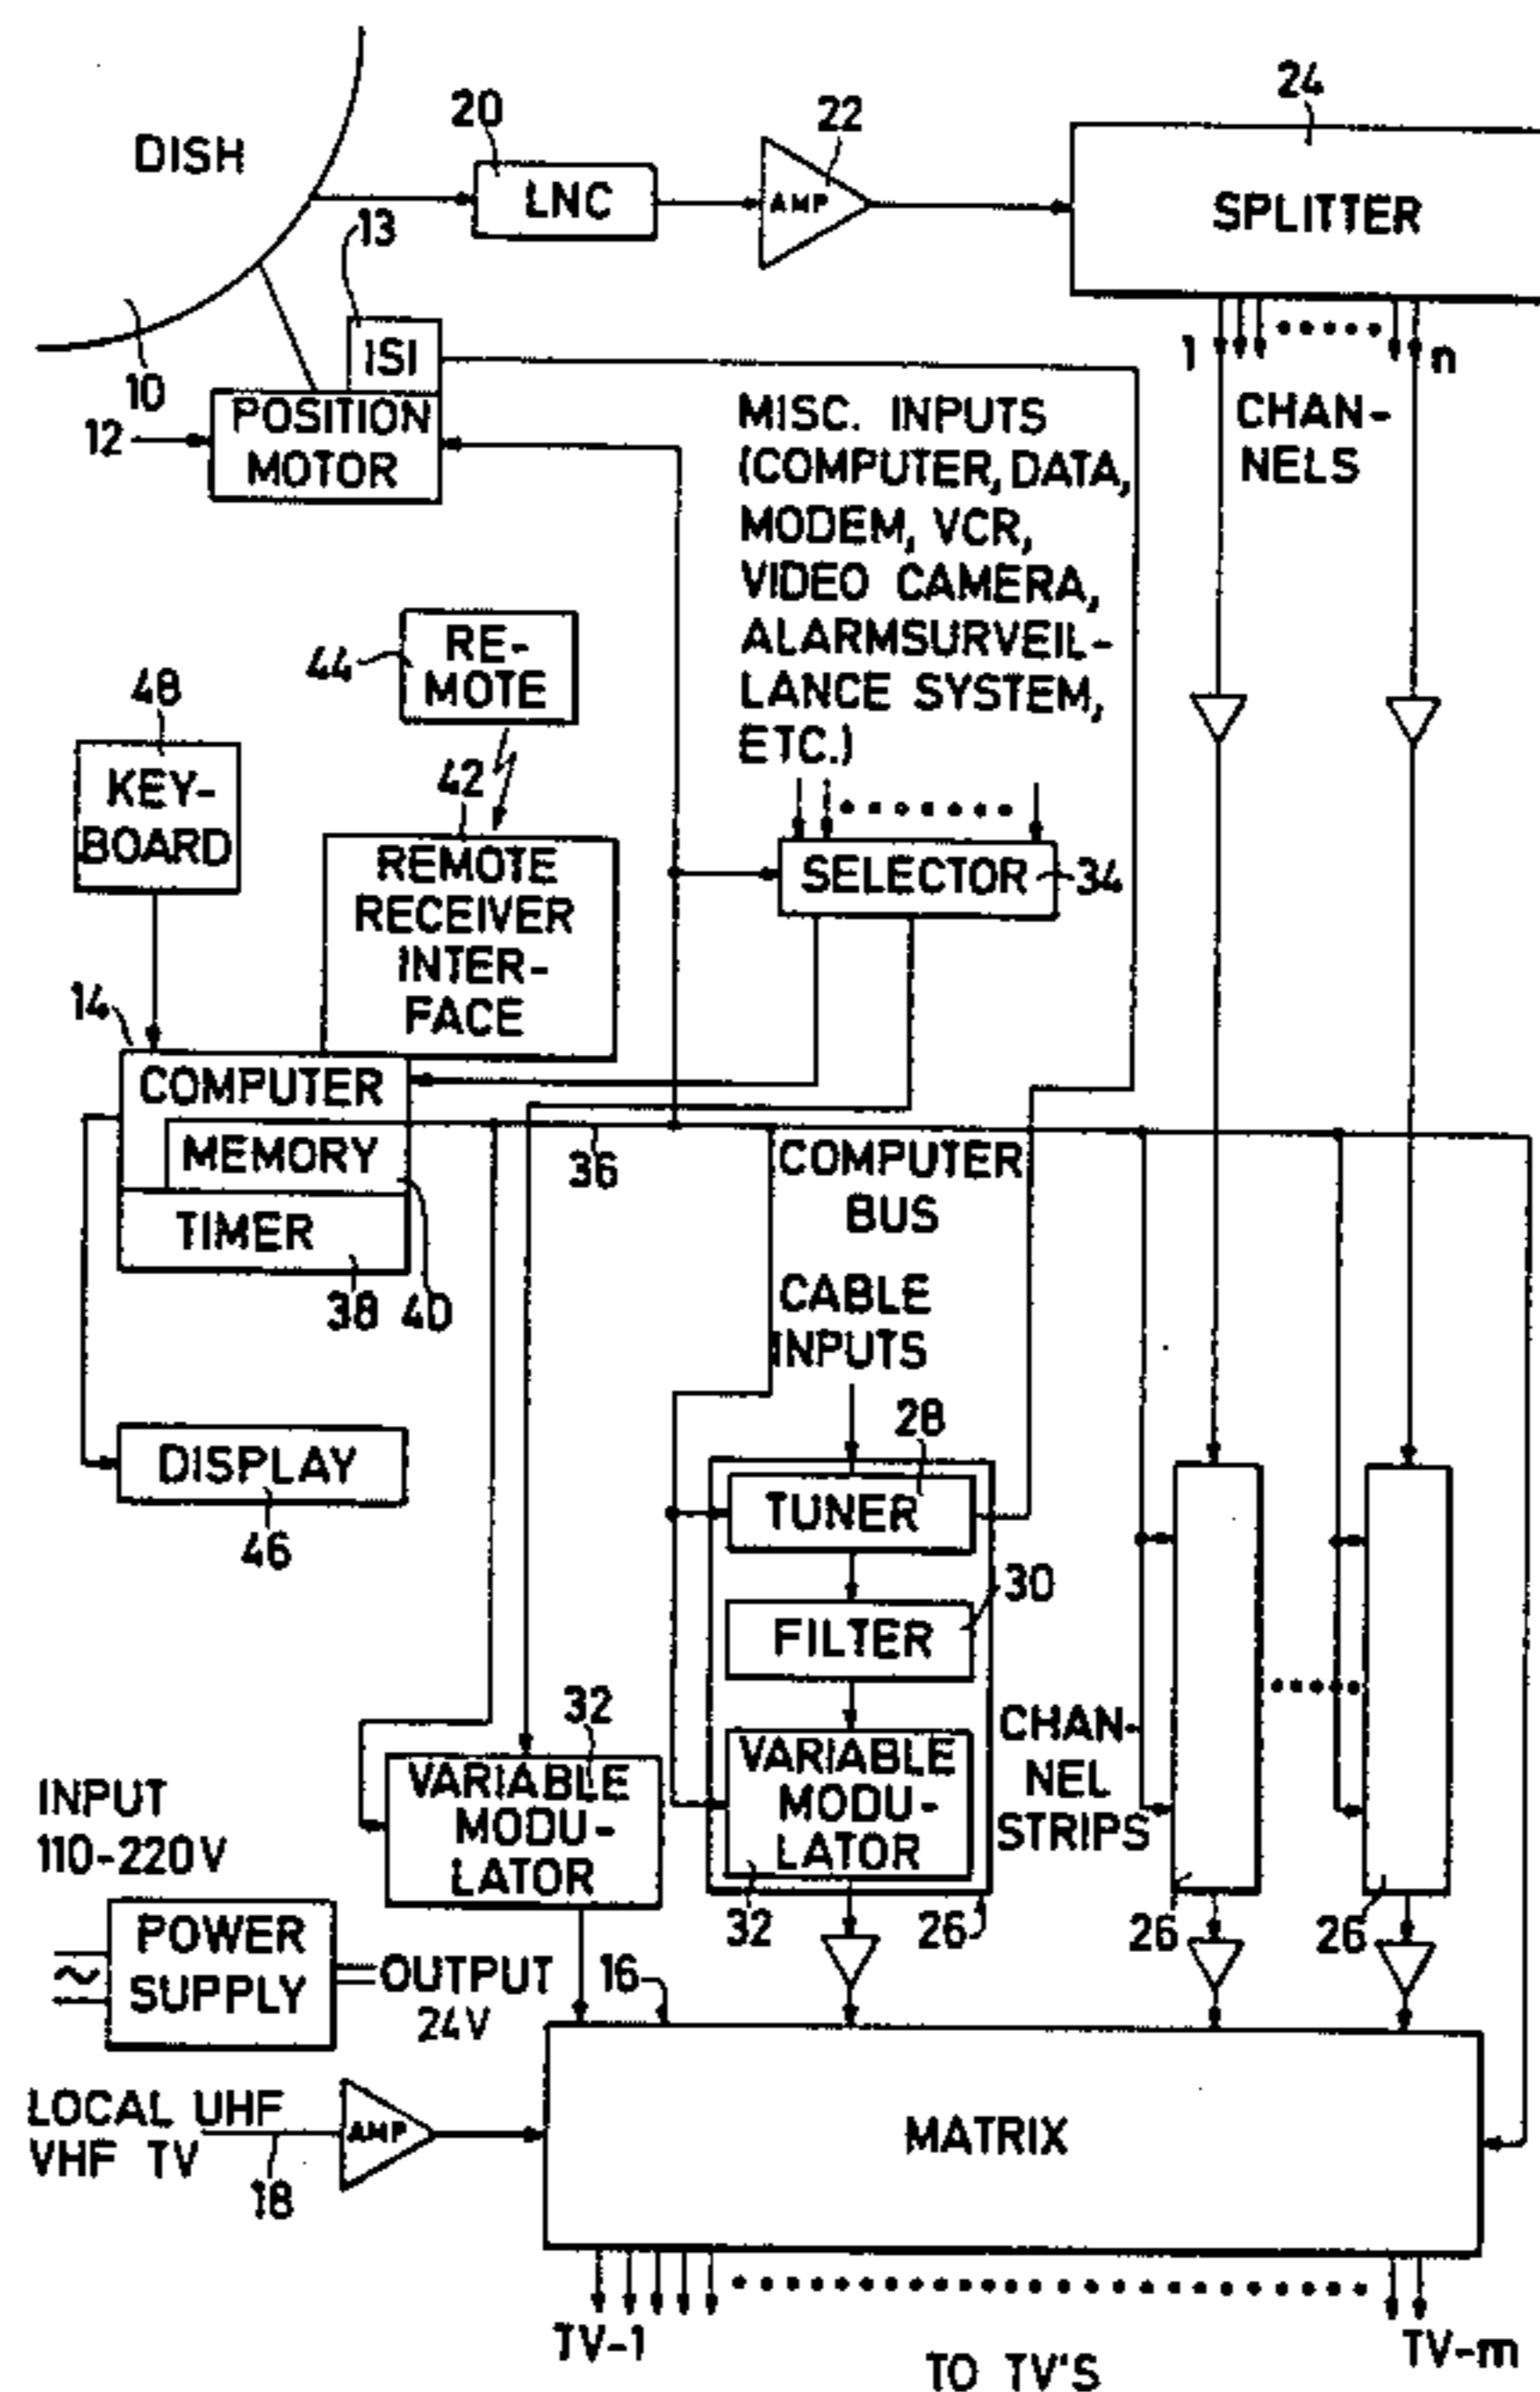 24
20
22
DISH
LNC
AMP
SPLITTER
13
ISI
1
n
10
CHAN-
NELS
12
POSITION
MOTOR
MISC. INPUTS
(COMPUTER, DATA,
MODEM, VCR,
VIDEO CAMERA,
ALARMSURVEIL-
LANCE SYSTEM,
ETC.)
44
RE-
MOTE
48
KEY-
BOARD
42
REMOTE
RECEIVER
INTER-
FACE
SELECTOR
34
14
COMPUTER
MEMORY
TIMER
36
COMPUTER
BUS
38
40
CABLE
INPUTS
28
DISPLAY
46
TUNER
30
FILTER
32
VARIABLE
MODU-
LATOR
VARIABLE
MODU-
LATOR
CHAN-
NEL
STRIPS
INPUT
110-220V
32
26
26
26
POWER
SUPPLY
~
OUTPUT
24V
16
LOCAL UHF
VHF TV
18
AMP
MATRIX
TV-1
TV-m
TO TV'S